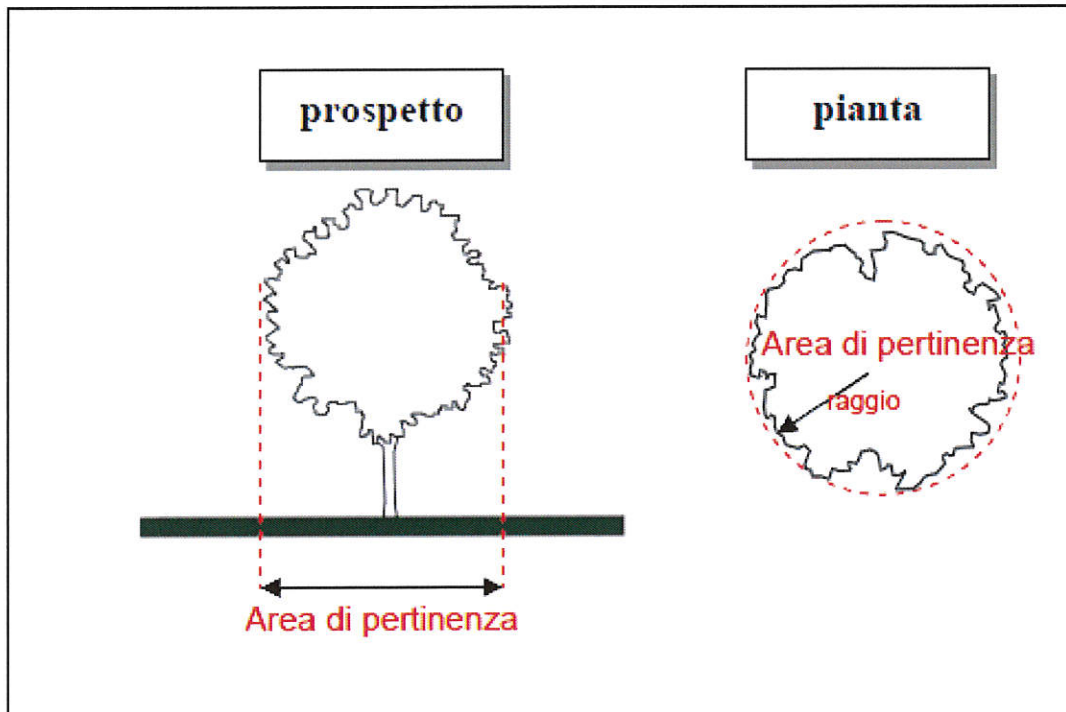 prospetto
pianta
Area di pertinenza
raggio
Area di pertinenza